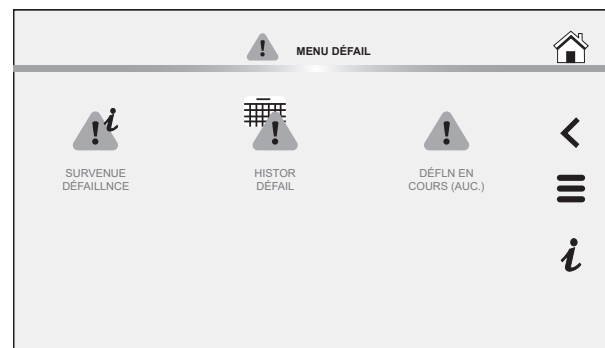 MENU DÉFAIL
SURVENUE
DÉFAILLNCE
HISTOR
DÉFAIL
DÉFLN EN
COURS (AUC.)